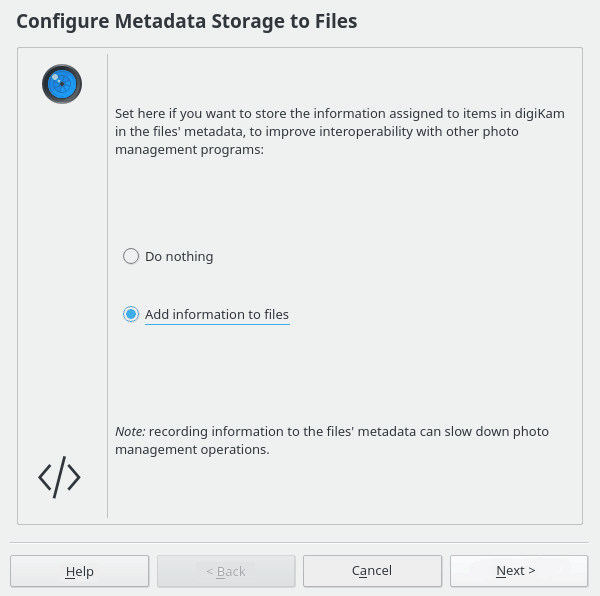 Configure Metadata Storage to Files
Set here if you want to store the information assigned to items in digiKam
in the files' metadata, to improve interoperability with other photo
management programs:
Do nothing
Add information to files
Note: recording information to the files' metadata can slow down photo
management operations.
</>
Help
< Back
Cancel
Next >